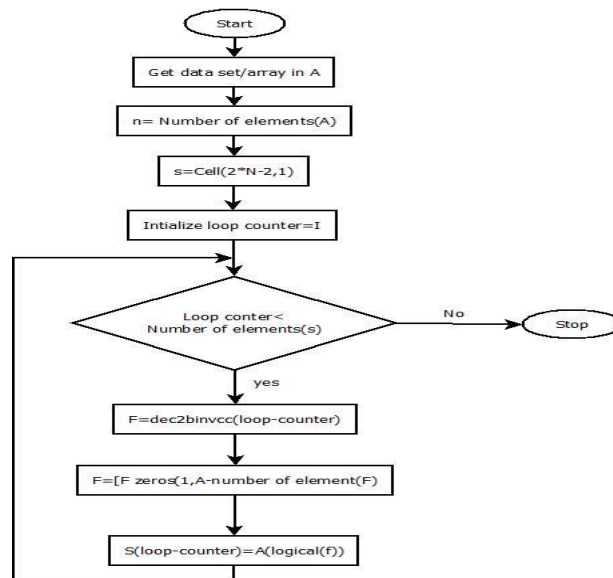 Start
Get data set/array in A
n= Number of elements(A)
s=Cell(2*N-2,1)
Intialize loop counter=I
Loop conter<
Number of elements(s)
No
Stop
yes
F=dec2binvcc(loop-counter)
F=[F zeros(1,A-number of element(F)
S(loop-counter)=A(logical(f))